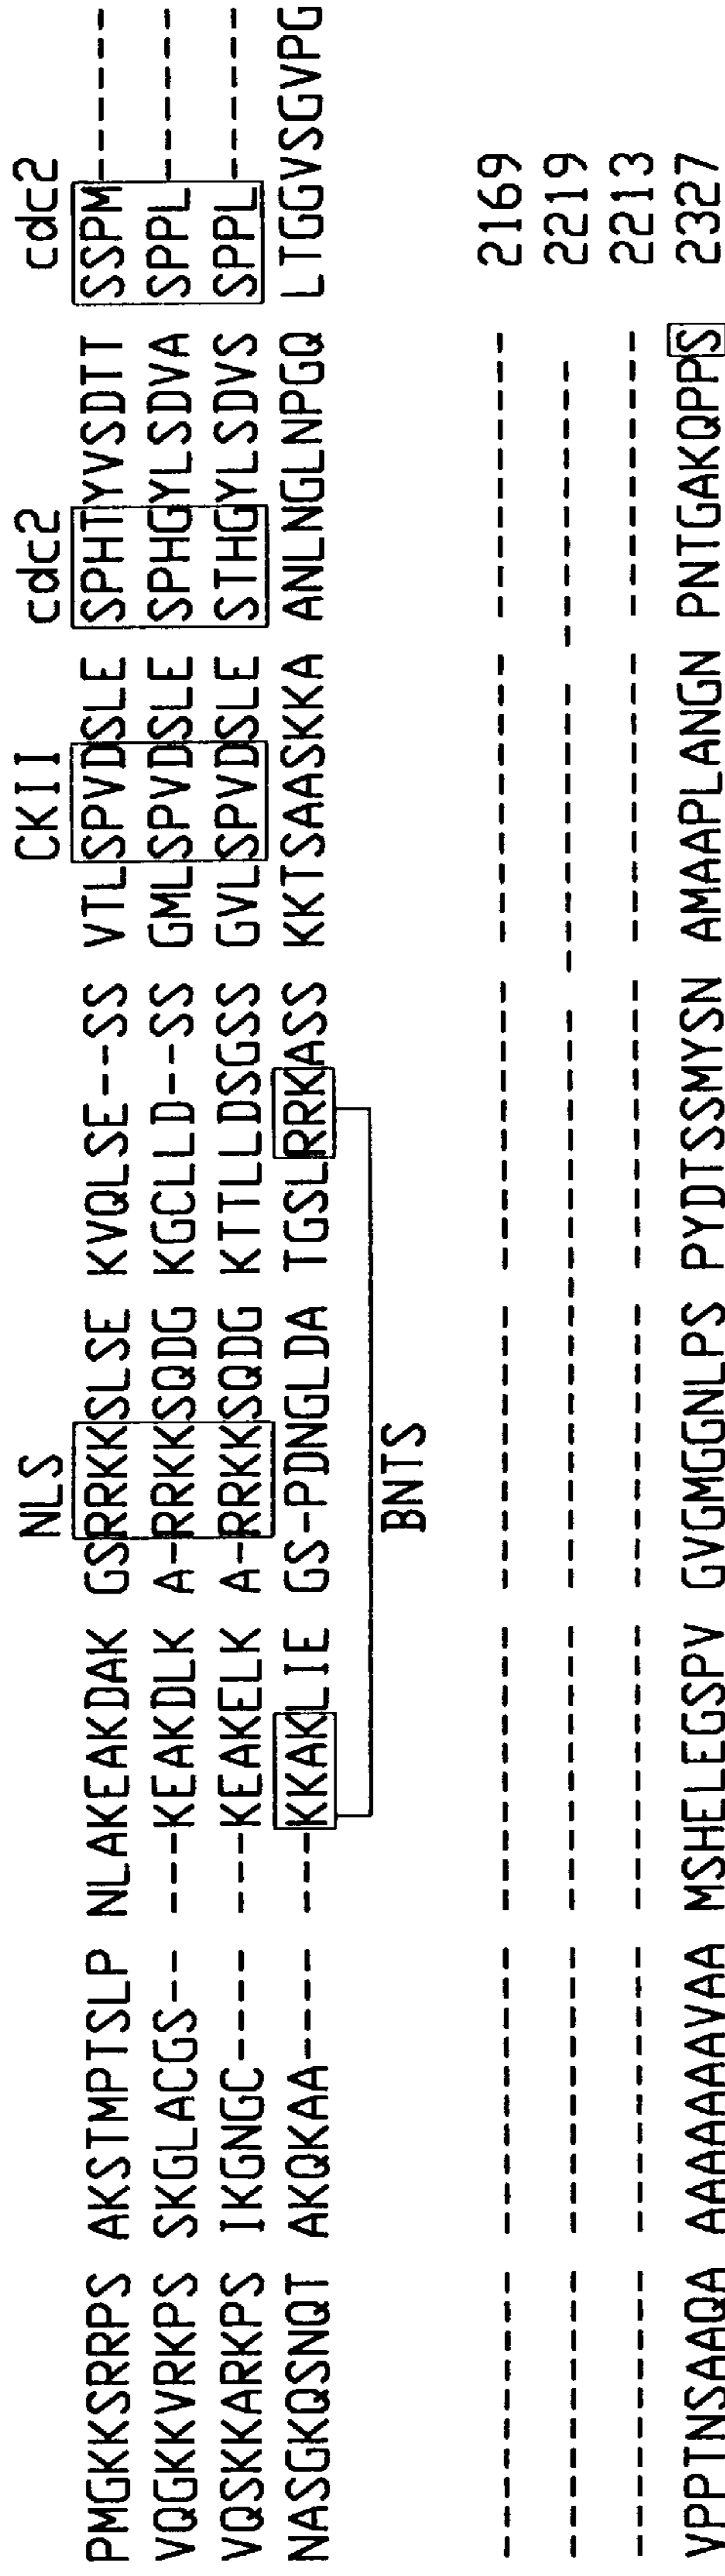 NLS CKII cdc2 cdc2
PMGKKSRRPS AKSTMPTSLP NLAKEAKDAK GSRRKKSLSE KVQLSE--SS VTLSPVDSLE SPHTYVSDTT SSPM------
VQGKKVRKPS SKGLACGS-- ---KEAKDLK A-RRKKSQDG KGCLLD--SS GMLSPVDSLE SPHGYLSDVA SPPL------
VQSKKARKPS IKGNGC---- ---KEAKELK A-RRKKSQDG KTTLLDSGSS GVLSPVDSLE STHGYLSDVS SPPL------
NASGKQSNQT AKQKAA---- ---KKAKLIE GS-PDNGLDA TGSLRRKASS KKTSAASKKA ANLNGLNPGQ LTGGVSGVPG
BNTS
---------- ---------- ---------- ---------- ---------- ---------- ---------- 2169
---------- ---------- ---------- ---------- ---------- ---------- ---------- 2219
---------- ---------- ---------- ---------- ---------- ---------- ---------- 2213
VPPTNSAAQA AAAAAAAVAA MSHELEGSPV GVGMGGNLPS PYDTSSMYSN AMAAPLANGN PNTGAKQPPS 2327